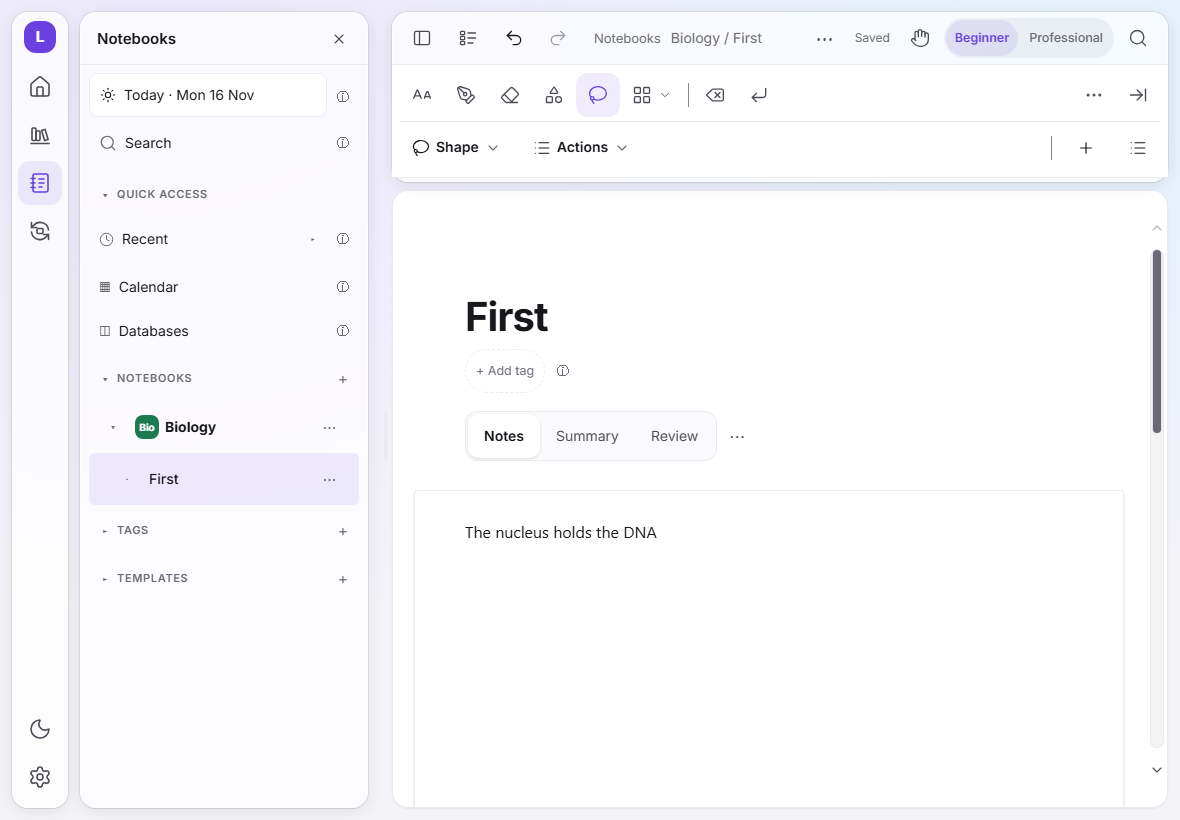 L
Notebooks
Today · Mon 16 Nov
Search
QUICK ACCESS
Recent
Calendar
Databases
NOTEBOOKS
Bio Biology
First
TAGS
TEMPLATES
Notebooks Biology / First
Saved
Beginner Professional
AA
Shape Actions
First
+ Add tag
Notes Summary Review
The nucleus holds the DNA